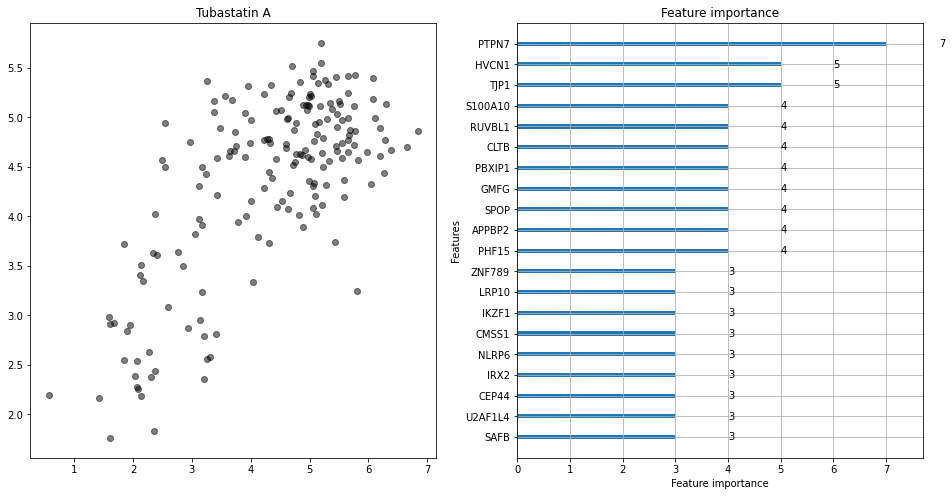 Tubastatin A
5.5
5.0
4.5
4.0
3.5
3.0
2.5
2.0
1 2 3 4 5 6 7
Feature importance
Features
PTPN7 7
HVCN1 5
TJP1 5
S100A10 4
RUVBL1 4
CLTB 4
PBXIP1 4
GMFG 4
SPOP 4
APPBP2 4
PHF15 4
ZNF789 3
LRP10 3
IKZF1 3
CMSS1 3
NLRP6 3
IRX2 3
CEP44 3
U2AF1L4 3
SAFB 3
0 1 2 3 4 5 6 7
Feature importance